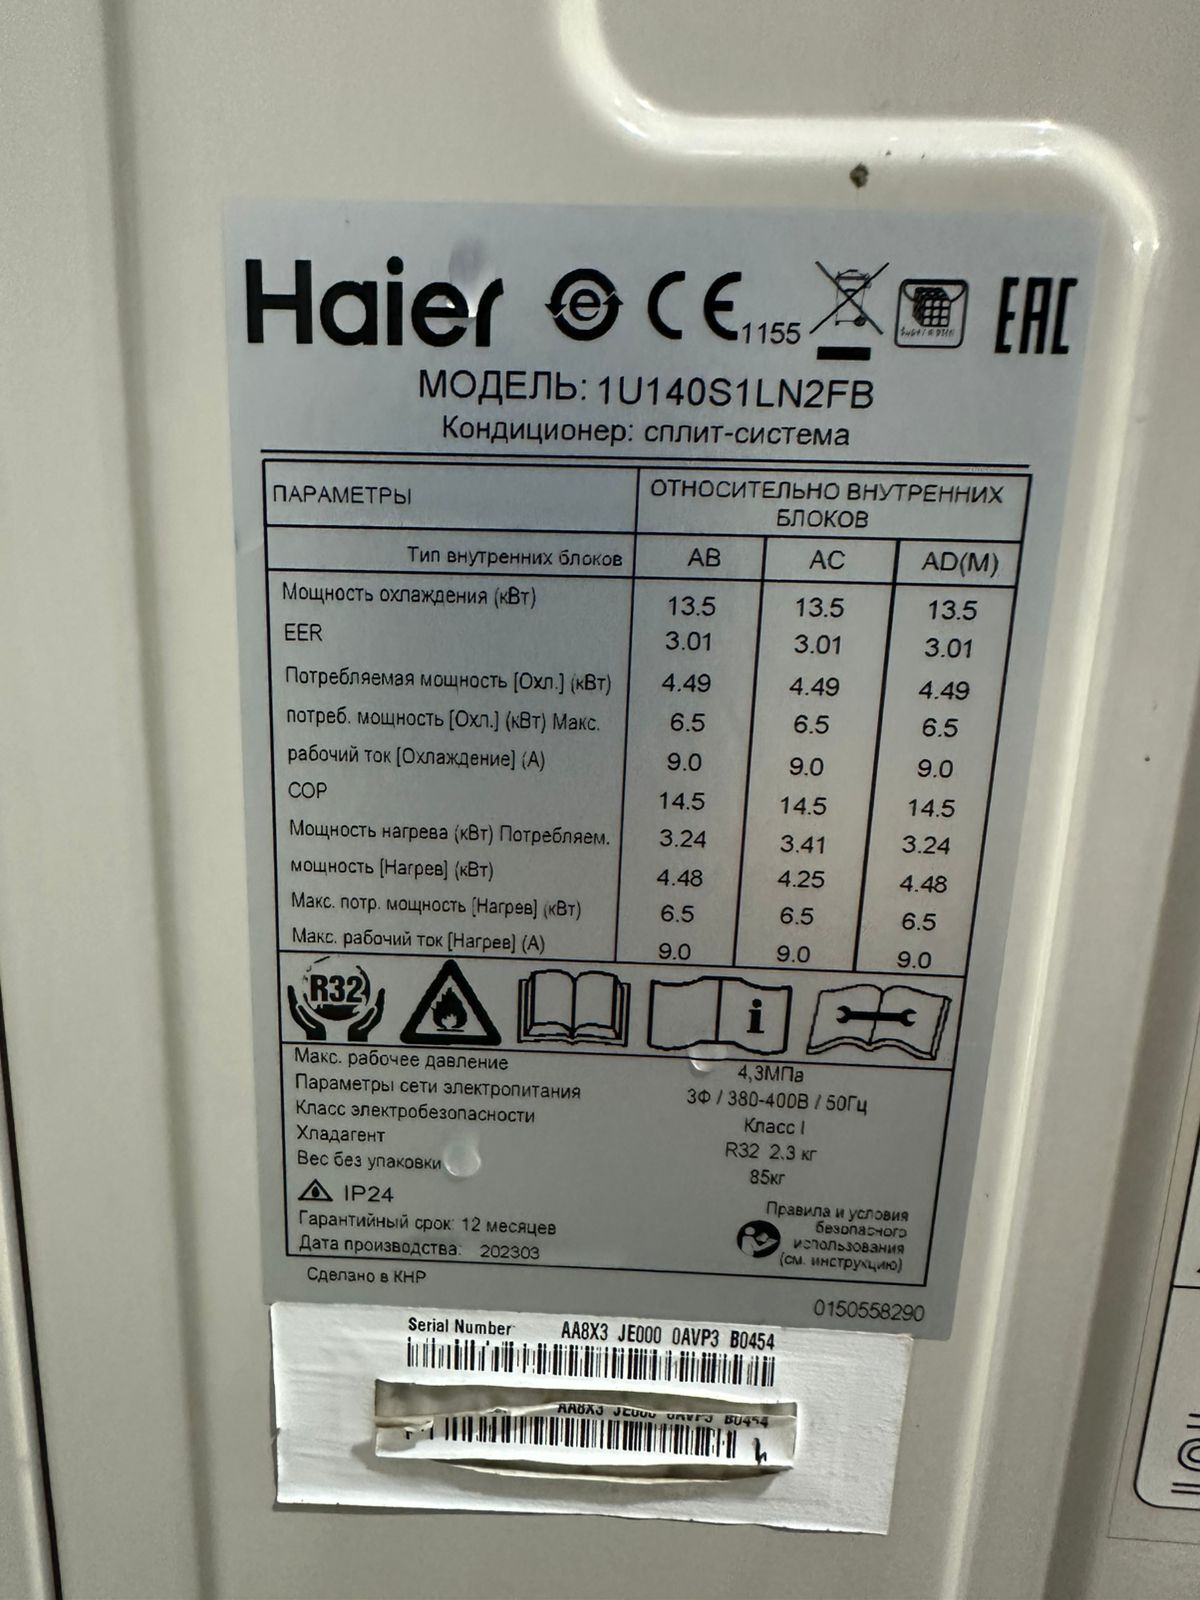 Haier CE 1155 EAC
МОДЕЛЬ: 1U140S1LN2FB
Кондиционер: сплит-система
ПАРАМЕТРЫ ОТНОСИТЕЛЬНО ВНУТРЕННИХ БЛОКОВ
Тип внутренних блоков AB AC AD(M)
Мощность охлаждения (кВт) 13.5 13.5 13.5
EER 3.01 3.01 3.01
Потребляемая мощность [Охл.] (кВт) 4.49 4.49 4.49
потреб. мощность [Охл.] (кВт) Макс. 6.5 6.5 6.5
рабочий ток [Охлаждение] (А) 9.0 9.0 9.0
COP 14.5 14.5 14.5
Мощность нагрева (кВт) Потребляем. 3.24 3.41 3.24
мощность [Нагрев] (кВт) 4.48 4.25 4.48
Макс. потр. мощность [Нагрев] (кВт) 6.5 6.5 6.5
Макс. рабочий ток [Нагрев] (А) 9.0 9.0 9.0
R32
Макс. рабочее давление 4,3МПа
Параметры сети электропитания 3Ф / 380-400В / 50Гц
Класс электробезопасности Класс I
Хладагент R32 2.3 кг
Вес без упаковки 85кг
IP24
Гарантийный срок: 12 месяцев
Дата производства: 202303
Правила и условия
безопасного
использования
(см. инструкцию)
Сделано в КНР
0150558290
Serial Number AA8X3 JE000 0AVP3 B0454
AA8X3 JE000 0AVP3 B0454